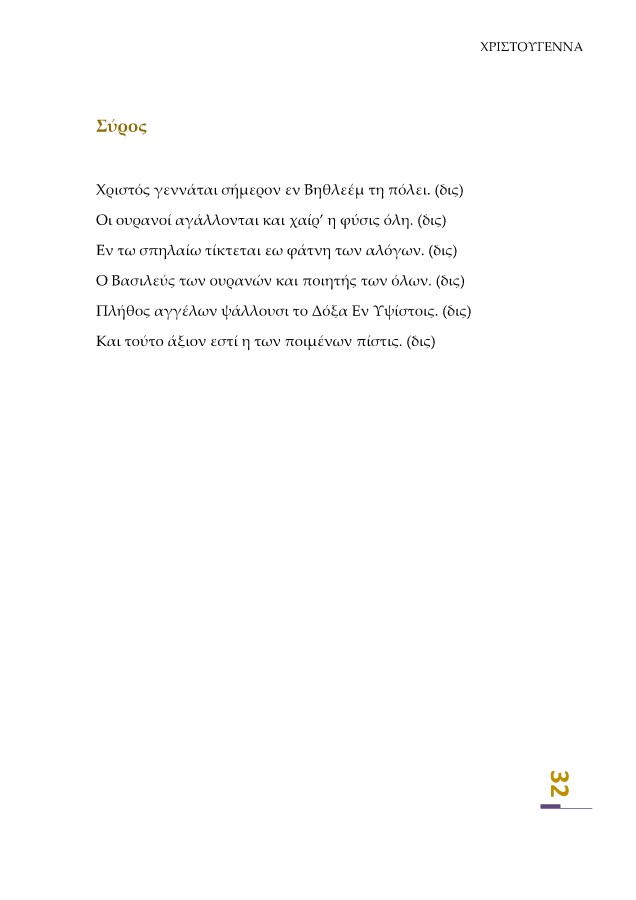 ΧΡΙΣΤΟΥΓΕΝΝΑ
Σύρος
Χριστός γεννάται σήμερον εν Βηθλεέμ τη πόλει. (δις)
Οι ουρανοί αγάλλονται και χαίρ’ η φύσις όλη. (δις)
Εν τω σπηλαίω τίκτεται εω φάτνη των αλόγων. (δις)
Ο Βασιλεύς των ουρανών και ποιητής των όλων. (δις)
Πλήθος αγγέλων ψάλλουσι το Δόξα Εν Υψίστοις. (δις)
Και τούτο άξιον εστί η των ποιμένων πίστις. (δις)
32